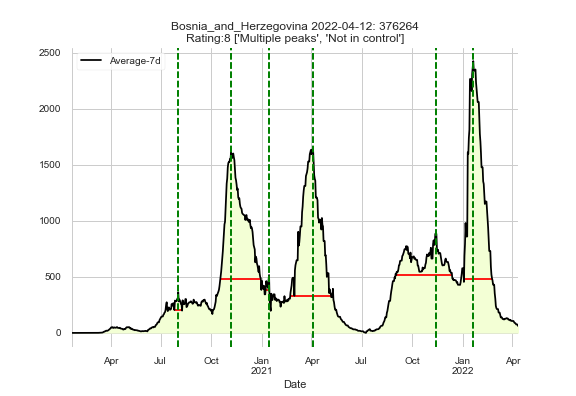 Bosnia_and_Herzegovina 2022-04-12: 376264
Rating:8 ['Multiple peaks', 'Not in control']
Average-7d
2500
2000
1500
1000
500
0
Apr Jul Oct Jan Apr Jul Oct Jan Apr
2021 2022
Date